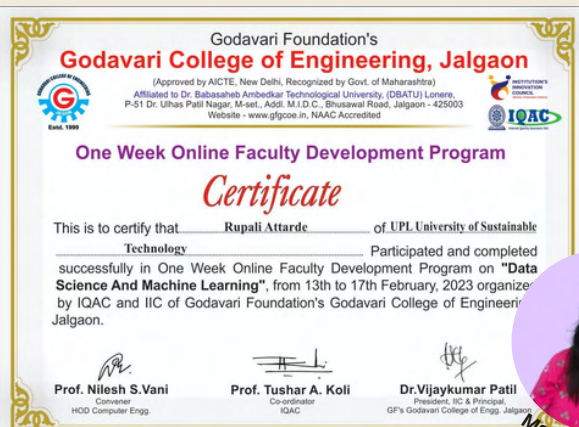 Godavari Foundation's
Godavari College of Engineering, Jalgaon
(Approved by AICTE, New Delhi, Recognized by Govt. of Maharashtra)
Affiliated to Dr. Babasaheb Ambedkar Technological University, (DBATU) Lonere,
P-51 Dr. Ulhas Patil Nagar, M-set., Addl. M.I.D.C., Bhusawal Road, Jalgaon - 425003
Website - www.gfgcoe.in, NAAC Accredited
G
Estd. 1999
INSTITUTION'S
INNOVATION
COUNCIL
IQAC
One Week Online Faculty Development Program
Certificate
This is to certify that Rupali Attarde of UPL University of Sustainable
Technology Participated and completed
successfully in One Week Online Faculty Development Program on "Data
Science And Machine Learning", from 13th to 17th February, 2023
by IQAC and IIC of Godavari Foundation's Godavari College of
Jalgaon.
Prof. Nilesh S.Vani
Convener
HOD Computer Engg.
Prof. Tushar A. Koli
Co-ordinator
IQAC
Dr.Vijaykumar Patil
President, IIC & Principal,
GF's Godavari College of Engg. Jalgaon